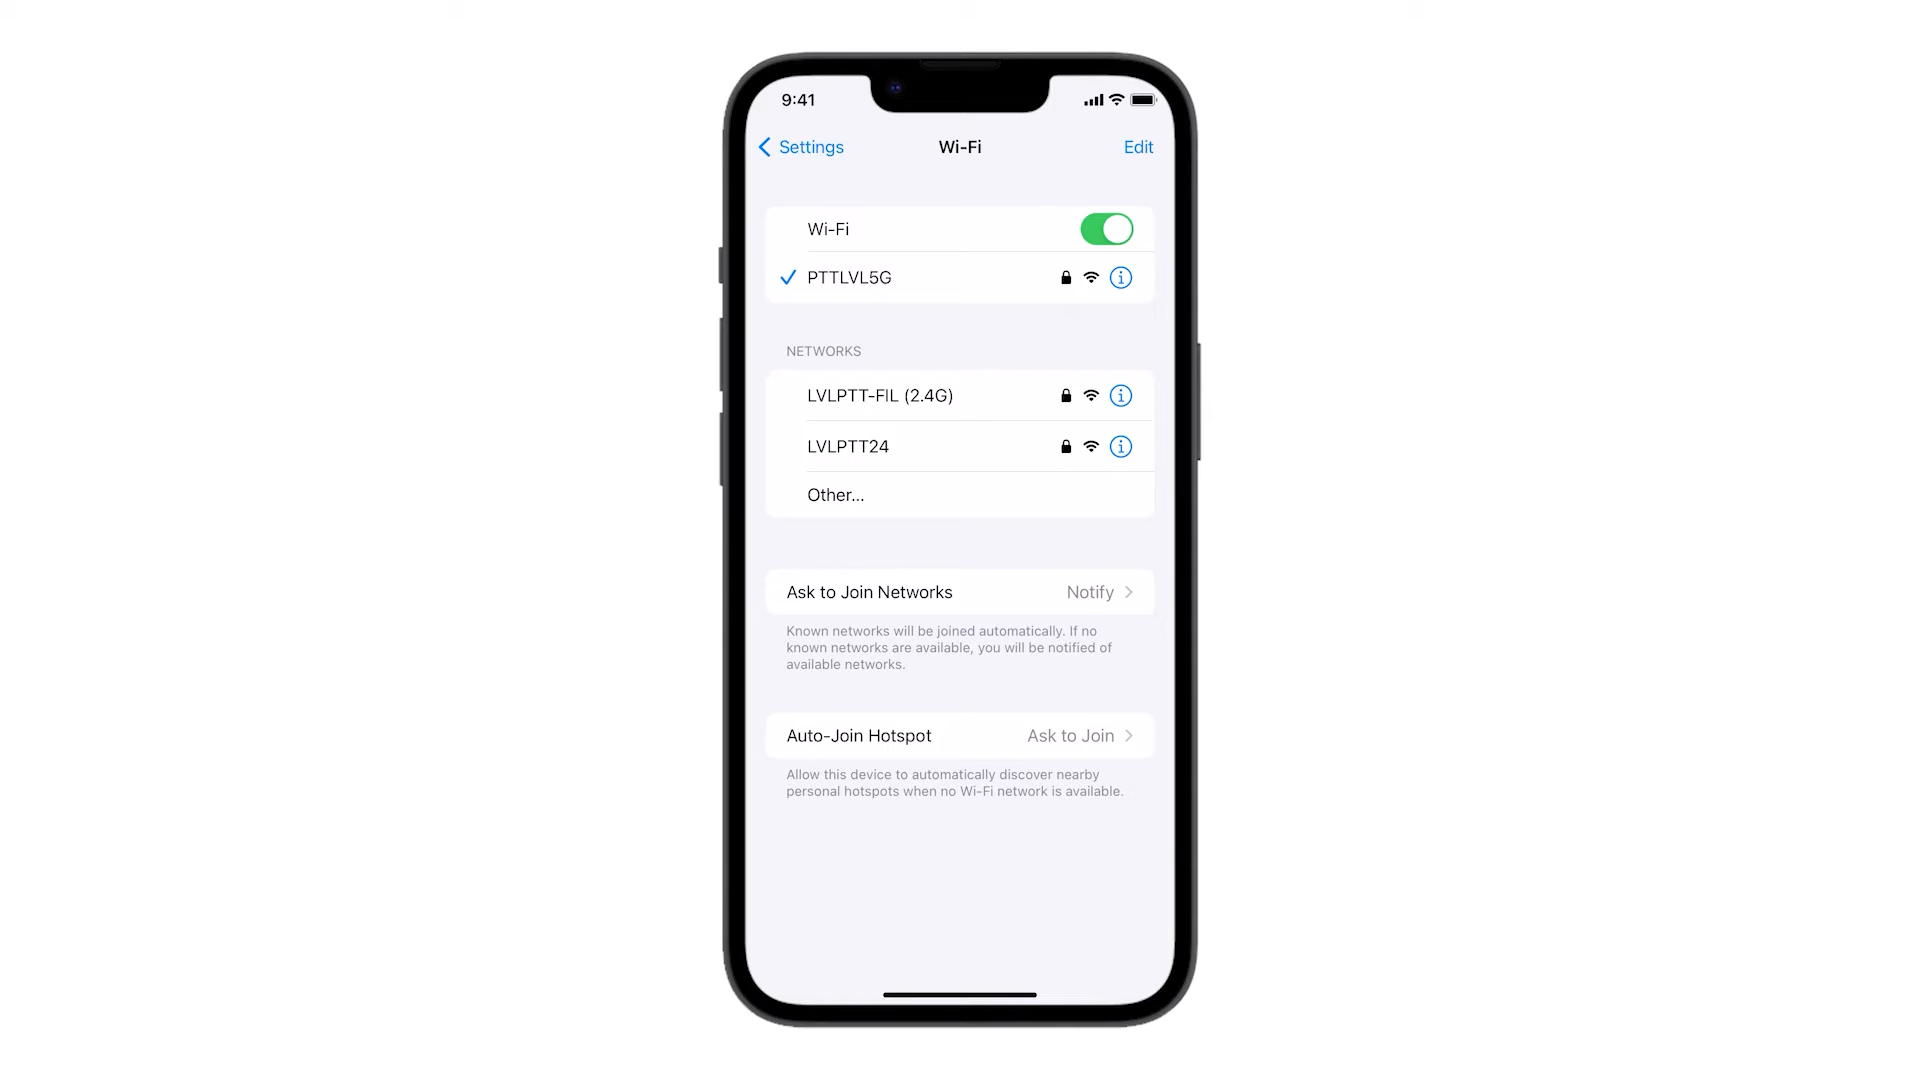 9:41
Settings
Wi-Fi
Edit
Wi-Fi
PTTLVL5G
NETWORKS
LVLPTT-FIL (2.4G)
LVLPTT24
Other...
Ask to Join Networks
Notify
Known networks will be joined automatically. If no
known networks are available, you will be notified of
available networks.
Auto-Join Hotspot
Ask to Join
Allow this device to automatically discover nearby
personal hotspots when no Wi-Fi network is available.